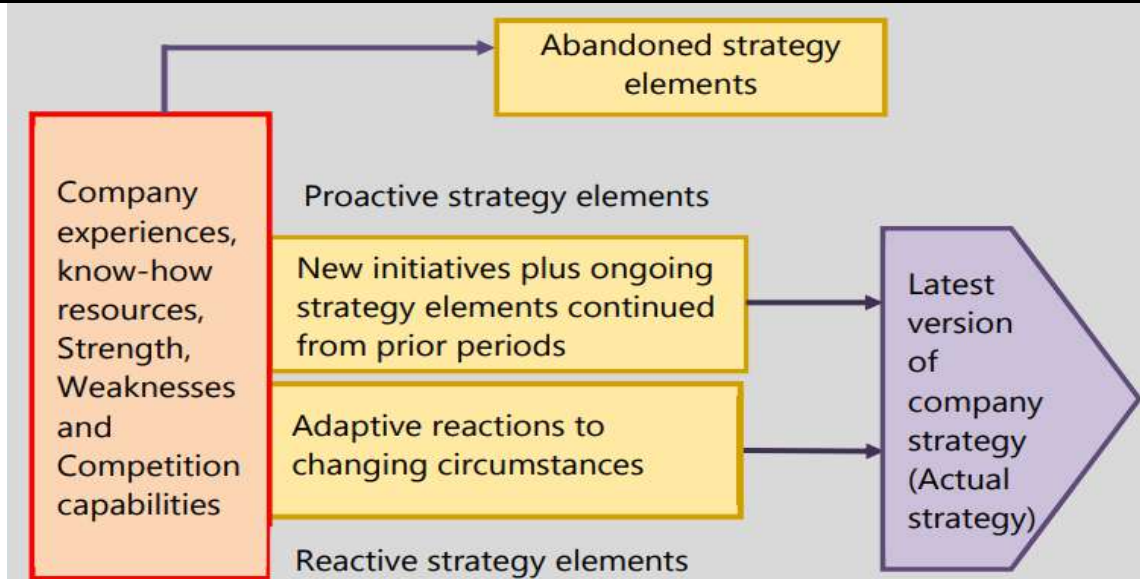 Abandoned strategy
elements
Company
experiences,
know-how
resources,
Strength,
Weaknesses
and
Competition
capabilities
Proactive strategy elements
New initiatives plus ongoing
strategy elements continued
from prior periods
Adaptive reactions to
changing circumstances
Reactive strategy elements
Latest
version
of
company
strategy
(Actual
strategy)